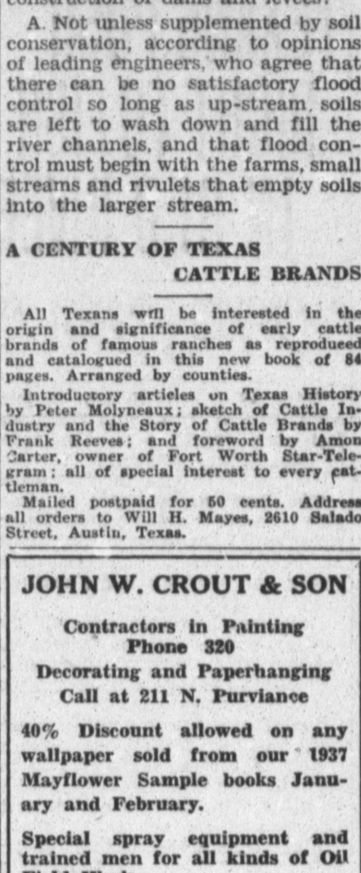 construction of dams and levees?
A. Not unless supplemented by soil
conservation, according to opinions
of leading engineers, who agree that
there can be no satisfactory flood
control so long as up-stream, soils
are left to wash down and fill the
river channels, and that flood con-
trol must begin with the farms, small
streams and rivulets that empty soils
into the larger stream.
A CENTURY OF TEXAS
CATTLE BRANDS
All Texans will be interested in the
origin and significance of early cattle
brands of famous ranches as reproduced
and catalogued in this new book of 84
pages. Arranged by counties.
Introductory articles on Texas History
by Peter Molyneaux; sketch of Cattle In-
dustry and the Story of Cattle Brands by
Frank Reeves; and foreword by Amon
Carter, owner of Fort Worth Star-Tele-
gram; all of special interest to every cat-
tleman.
Mailed postpaid for 50 cents. Address
all orders to Will H. Mayes, 2610 Salado
Street, Austin, Texas.
JOHN W. CROUT & SON
Contractors in Painting
Phone 320
Decorating and Paperhanging
Call at 211 N. Purviance
40% Discount allowed on any
wallpaper sold from our 1937
Mayflower Sample books Janu-
ary and February.
Special spray equipment and
trained men for all kinds of Oil